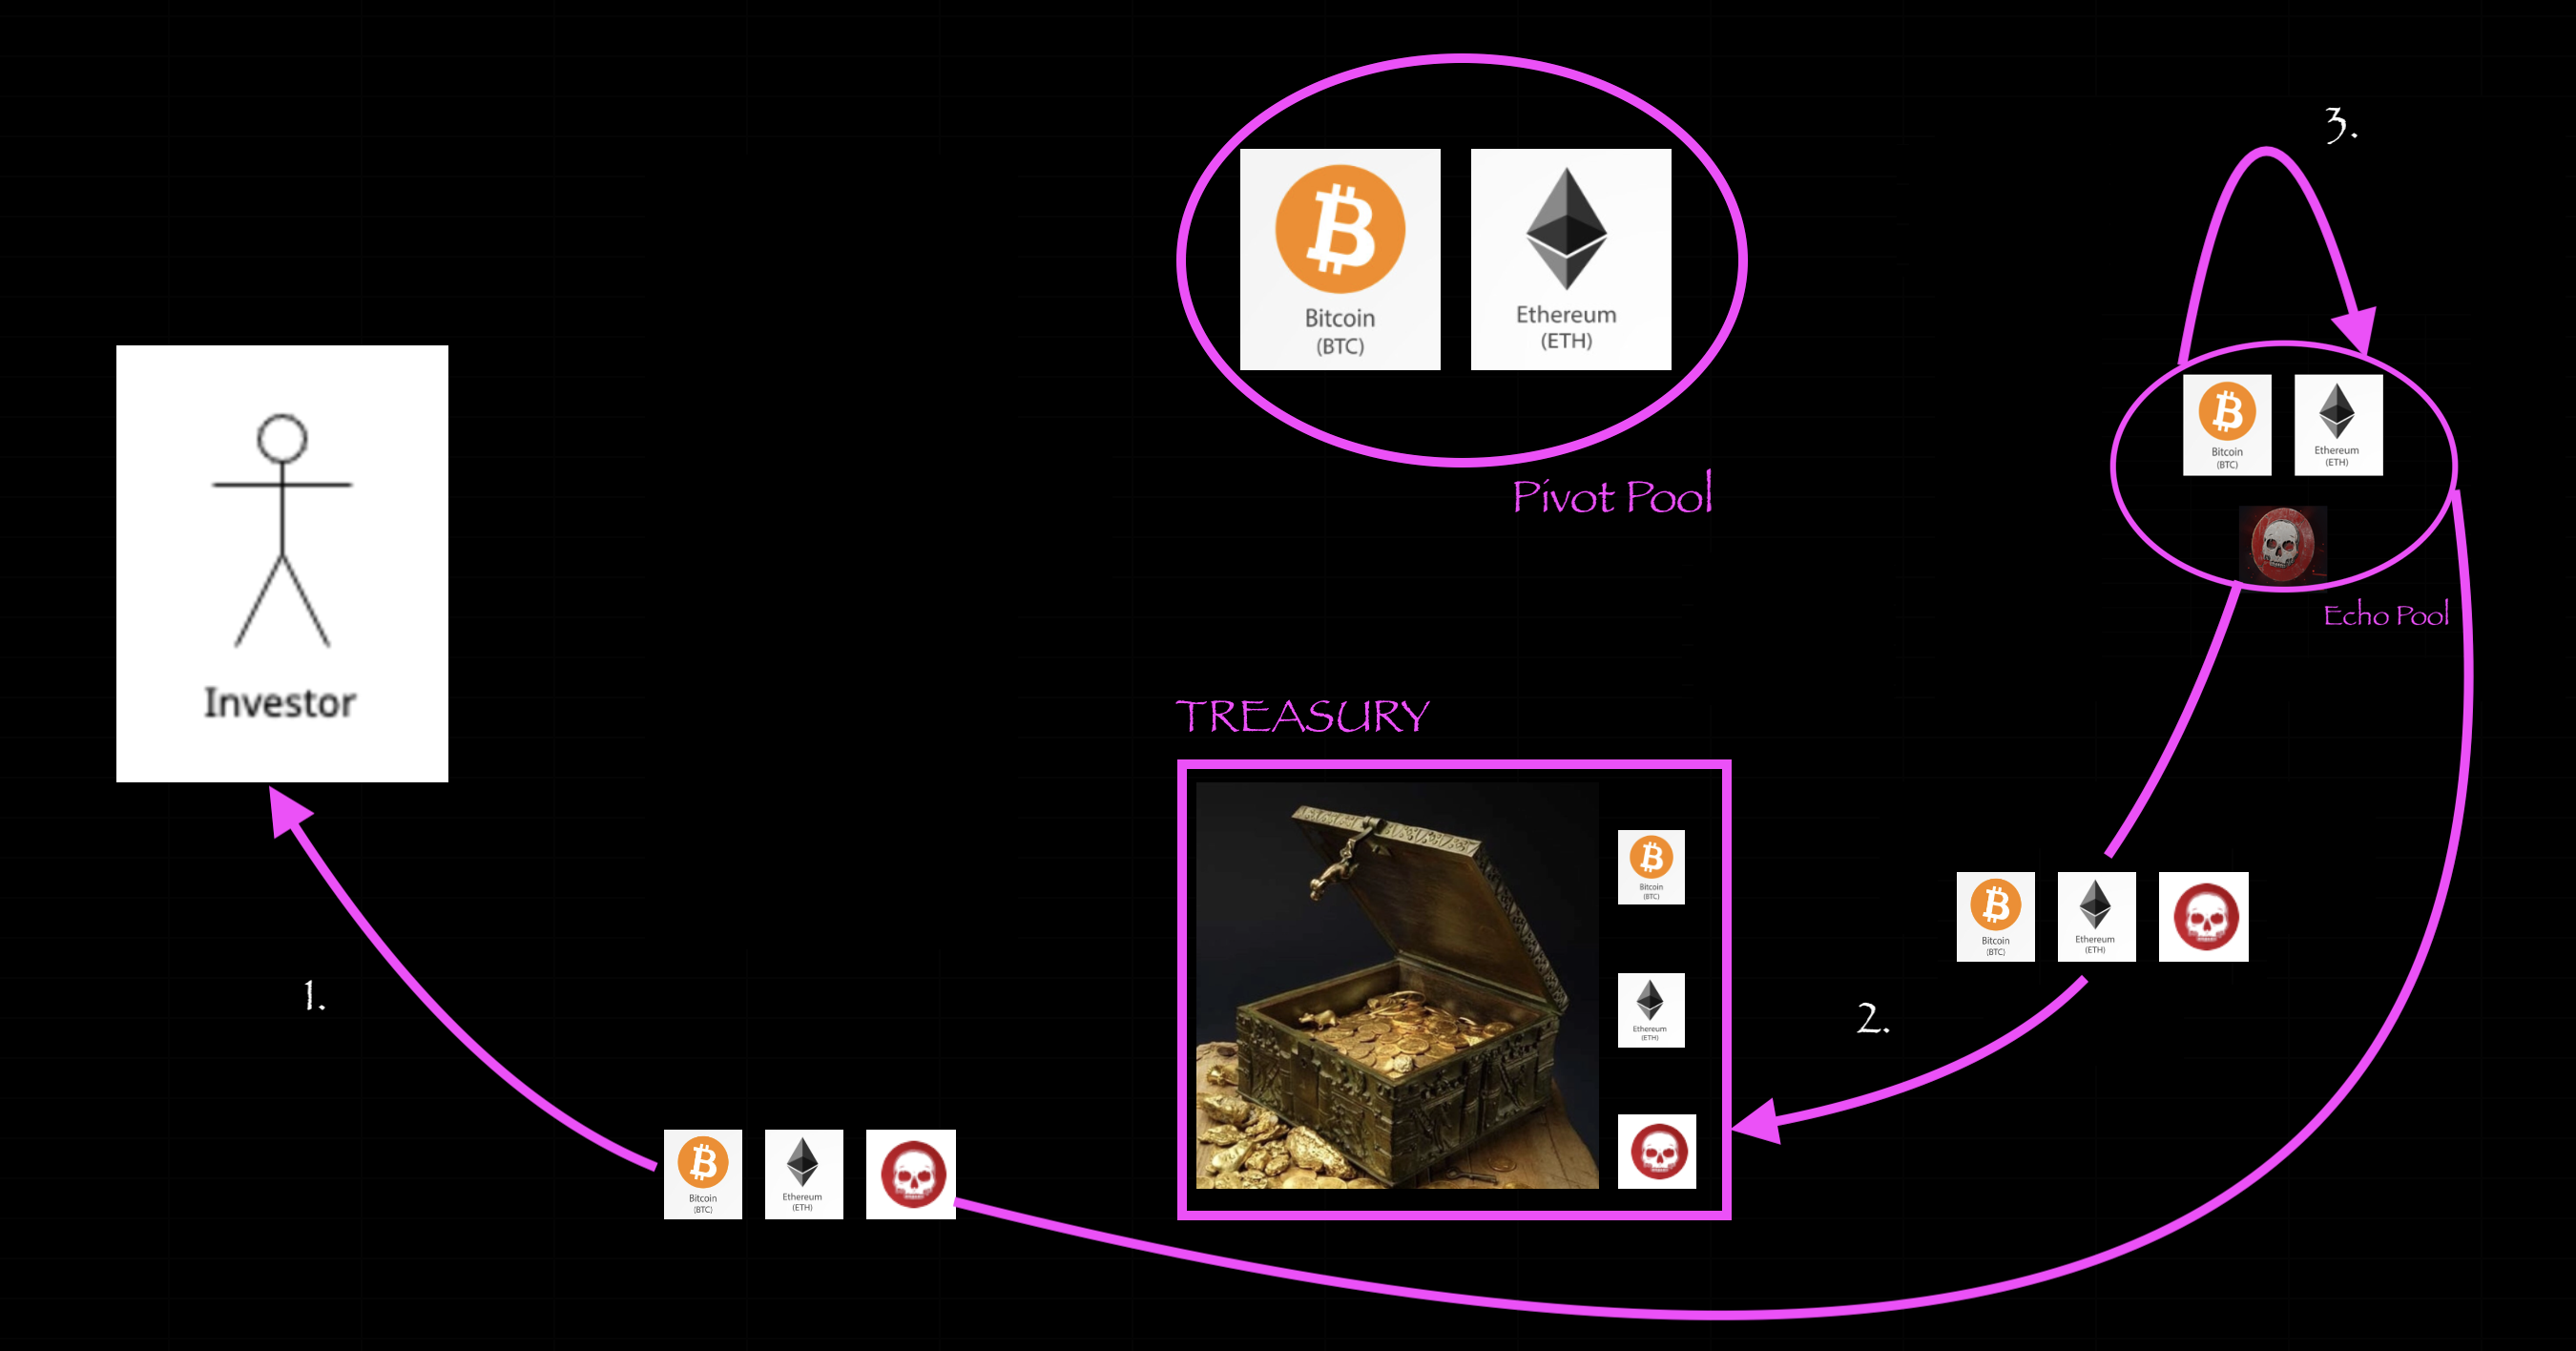 3.
Bitcoin
(BTC)
Ethereum
(ETH)
Pivot Pool
Bitcoin
(BTC)
Ethereum
(ETH)
Echo Pool
Investor
TREASURY
Bitcoin
(BTC)
Ethereum
(ETH)
2.
Bitcoin
(BTC)
Ethereum
(ETH)
1.
Bitcoin
(BTC)
Ethereum
(ETH)